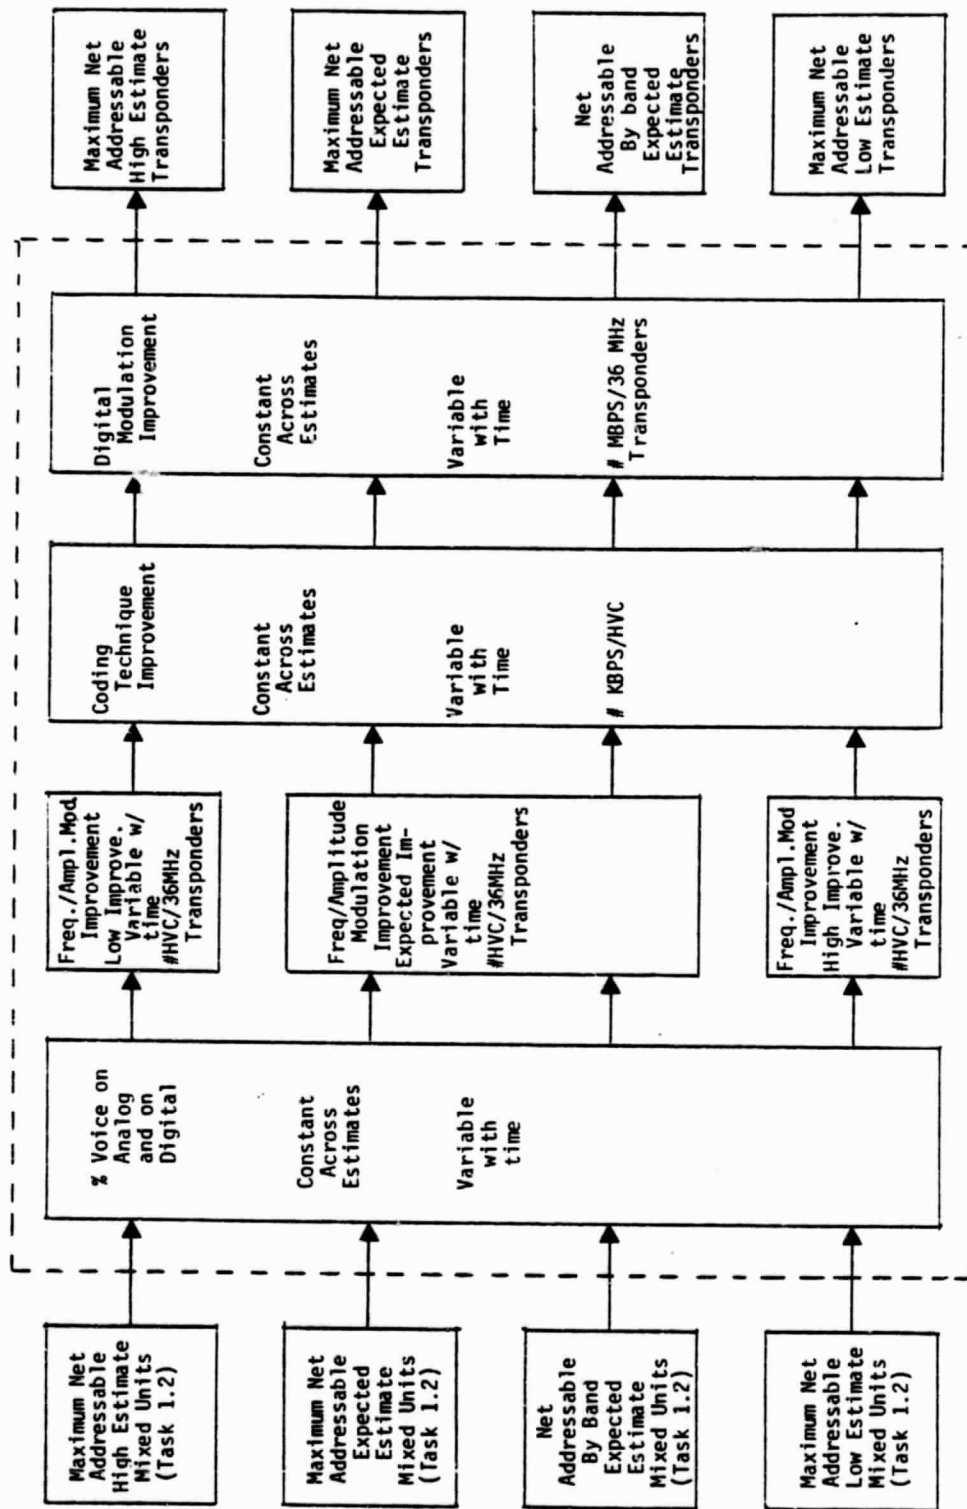 Maximum Net
Addressable
High Estimate
Mixed Units
(Task 1.2)
Maximum Net
Addressable
Expected
Estimate
Mixed Units
(Task 1.2)
Net
Addressable
By Band
Expected
Estimate
Mixed Units
(Task 1.2)
Maximum Net
Addressable
Low Estimate
Mixed Units
(Task 1.2)
% Voice on
Analog
and on
Digital
Constant
Across
Estimates
Variable
with
time
Freq./Ampl.Mod
Improvement
Low Improve.
Variable w/
time
#HVC/36MHz
Transponders
Freq/Amplitude
Modulation
Improvement
Expected Im-
provement
Variable w/
time
#HVC/36MHz
Transponders
Freq./Ampl.Mod
Improvement
High Improve.
Variable w/
time
#HVC/36MHz
Transponders
Coding
Technique
Improvement
Constant
Across
Estimates
Variable
with
Time
# KBPS/HVC
Digital
Modulation
Improvement
Constant
Across
Estimates
Variable
with
Time
# MBPS/36 MHz
Transponders
Maximum Net
Addressable
High Estimate
Transponders
Maximum Net
Addressable
Expected
Estimate
Transponders
Net
Addressable
By band
Expected
Estimate
Transponders
Maximum Net
Addressable
Low Estimate
Transponders